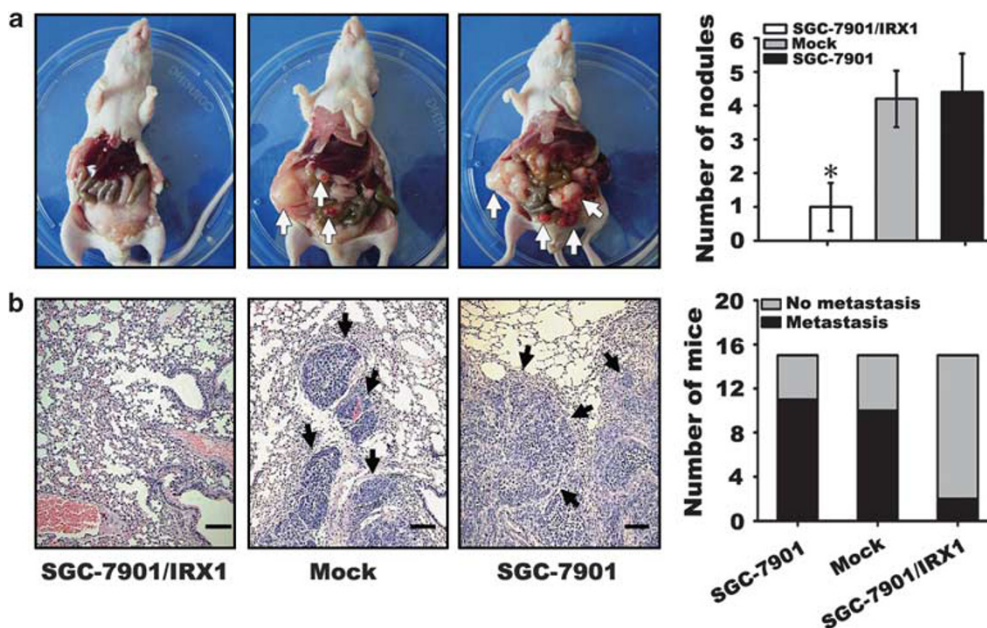 a
SGC-7901/IRX1
Mock
SGC-7901
Number of nodules
6
5
4
3
2
1
0
*
b
No metastasis
Metastasis
Number of mice
20
16
12
8
4
0
SGC-7901
Mock
SGC-7901/IRX1
SGC-7901/IRX1
Mock
SGC-7901